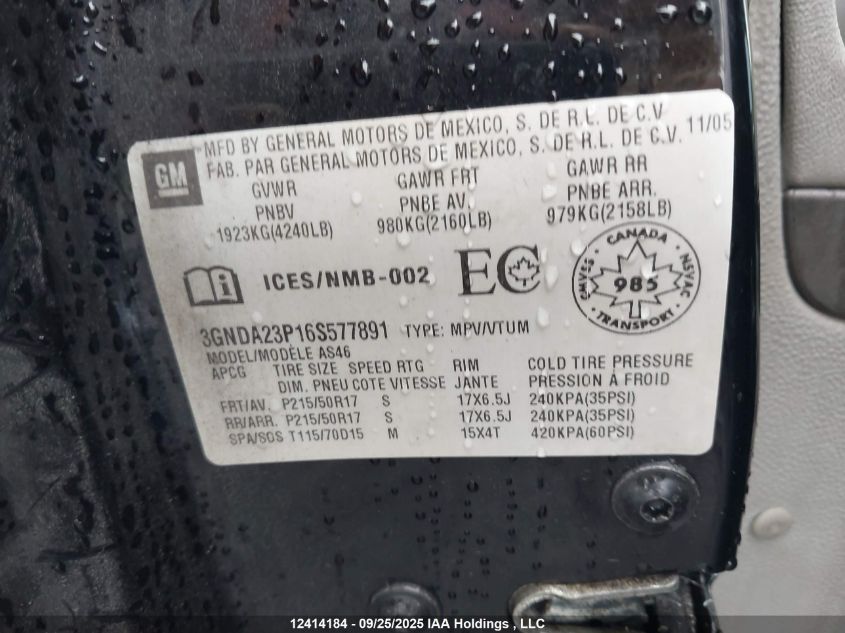 MFD BY GENERAL MOTORS DE MEXICO, S. DE R.L. DE C.V
FAB. PAR GENERAL MOTORS DE MEXICO, S. DE R.L. DE C.V. 11/05
GM
GVWR GAWR FRT GAWR RR
PNBV PNBE AV. PNBE ARR.
1923KG(4240LB) 980KG(2160LB) 979KG(2158LB)
i ICES/NMB-002 EC
CANADA
CMVSS 985 NSVAC
TRANSPORT
3GNDA23P16S577891 TYPE: MPV/VTUM
MODEL/MODÈLE AS46
APCG TIRE SIZE SPEED RTG RIM COLD TIRE PRESSURE
DIM. PNEU COTE VITESSE JANTE PRESSION À FROID
FRT/AV. P215/50R17 S 17X6.5J 240KPA(35PSI)
RR/ARR. P215/50R17 S 17X6.5J 240KPA(35PSI)
SPA/SOS T115/70D15 M 15X4T 420KPA(60PSI)
12414184 - 09/25/2025 IAA Holdings , LLC